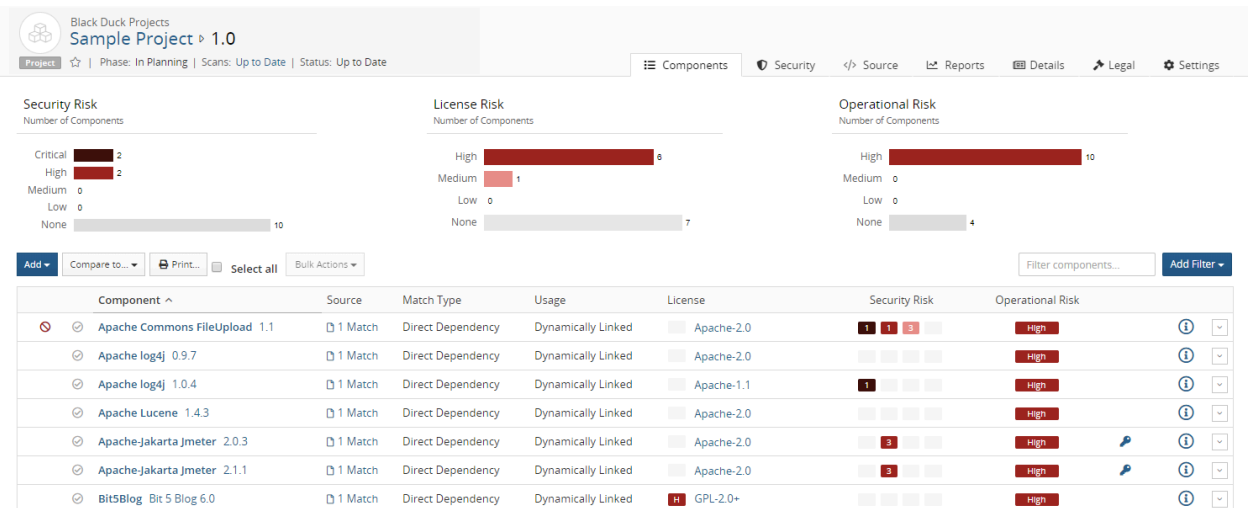 Black Duck Projects
Sample Project 1.0
Project | Phase: In Planning | Scans: Up to Date | Status: Up to Date
Components Security </> Source Reports Details Legal Settings
Security Risk
Number of Components
Critical 2
High 2
Medium 0
Low 0
None 10
License Risk
Number of Components
High 6
Medium 1
Low 0
None 7
Operational Risk
Number of Components
High 10
Medium 0
Low 0
None 4
Add Compare to... Print... Select all Bulk Actions Filter components... Add Filter
Component Source Match Type Usage License Security Risk Operational Risk
Apache Commons FileUpload 1.1 1 Match Direct Dependency Dynamically Linked Apache-2.0 1 1 3 High
Apache log4j 0.9.7 1 Match Direct Dependency Dynamically Linked Apache-2.0 High
Apache log4j 1.0.4 1 Match Direct Dependency Dynamically Linked Apache-1.1 1 High
Apache Lucene 1.4.3 1 Match Direct Dependency Dynamically Linked Apache-2.0 High
Apache-Jakarta Jmeter 2.0.3 1 Match Direct Dependency Dynamically Linked Apache-2.0 3 High
Apache-Jakarta Jmeter 2.1.1 1 Match Direct Dependency Dynamically Linked Apache-2.0 3 High
Bit5Blog Bit 5 Blog 6.0 1 Match Direct Dependency Dynamically Linked H GPL-2.0+ High